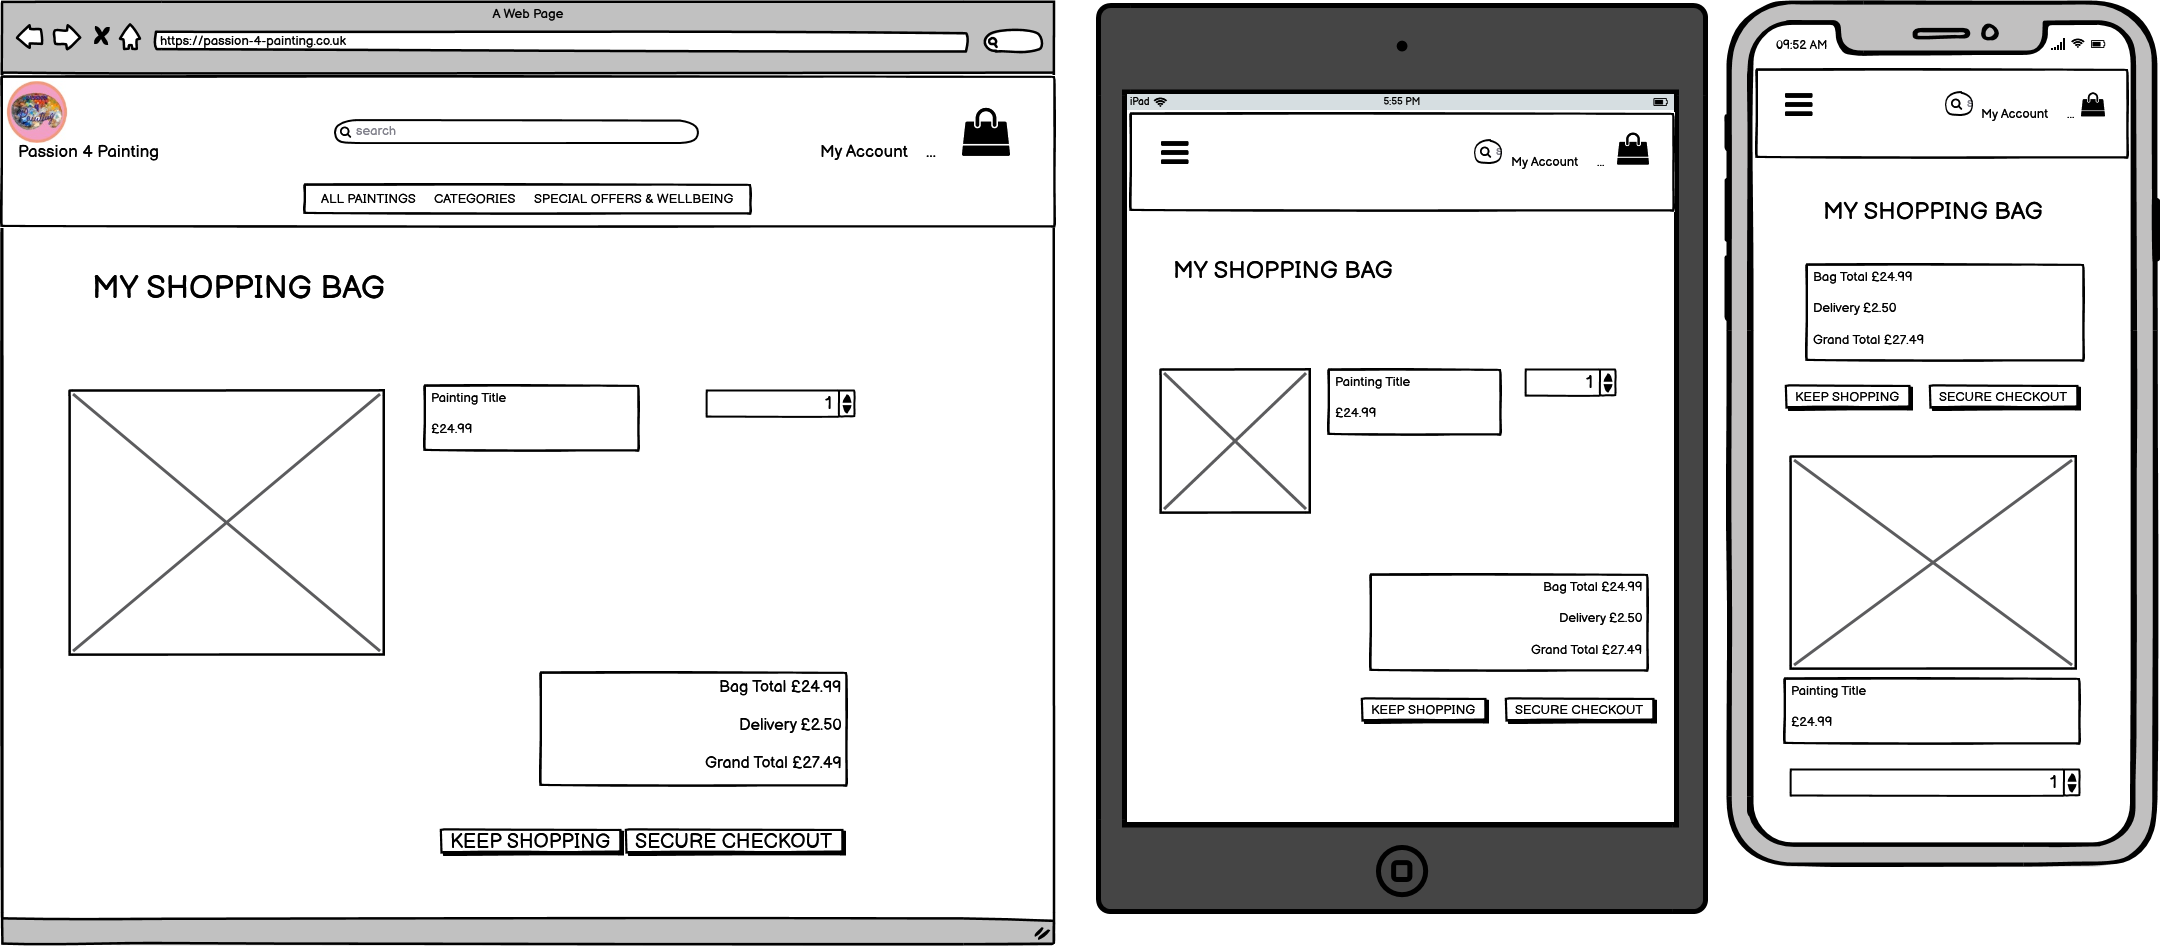 A Web Page
https://passion-4-painting.co.uk
search
Passion 4 Painting
My Account ...
ALL PAINTINGS CATEGORIES SPECIAL OFFERS & WELLBEING
MY SHOPPING BAG
Painting Title
£24.99
1
Bag Total £24.99
Delivery £2.50
Grand Total £27.49
KEEP SHOPPING SECURE CHECKOUT
iPad 5:55 PM
My Account ...
MY SHOPPING BAG
Painting Title
£24.99
1
Bag Total £24.99
Delivery £2.50
Grand Total £27.49
KEEP SHOPPING SECURE CHECKOUT
09:52 AM
My Account ...
MY SHOPPING BAG
Bag Total £24.99
Delivery £2.50
Grand Total £27.49
KEEP SHOPPING SECURE CHECKOUT
Painting Title
£24.99
1